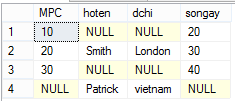 MPC hoten dchi songay
1 10 NULL NULL 20
2 20 Smith London 30
3 30 NULL NULL 40
4 NULL Patrick vietnam NULL